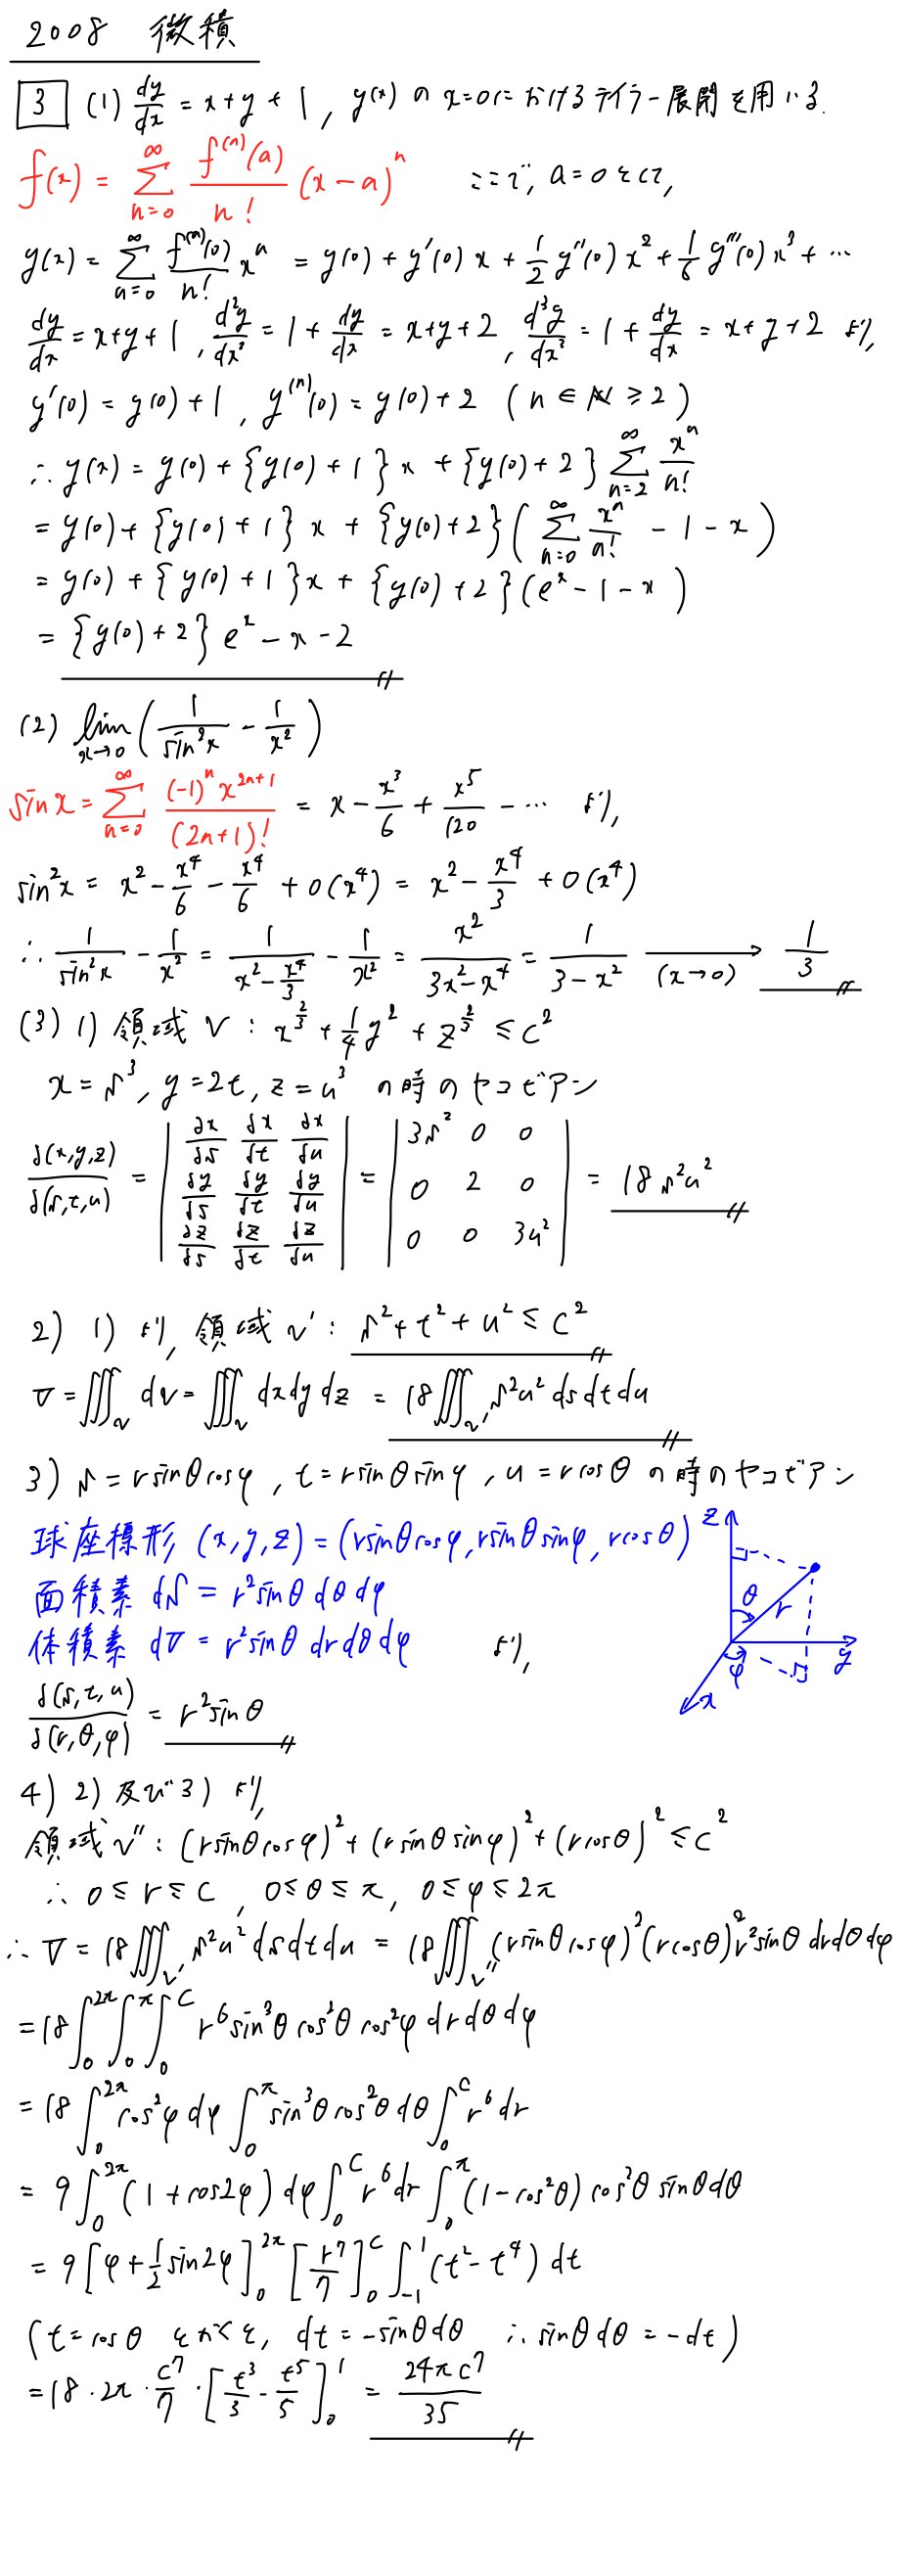 2008 微積
3 (1) dy/dx = x+y+1, y(x) の x=0における テイラー展開を用いる.
f(x) = Σ_{n=0}^{∞} f^{(n)}(a)/n! (x-a)^n ここで, a=0として,
y(x) = Σ_{n=0}^{∞} f^{(n)}(0)/n! x^n = y(0) + y'(0) x + 1/2 y''(0) x^2 + 1/6 y'''(0) x^3 + ⋯
dy/dx = x+y+1, d^2y/dx^2 = 1 + dy/dx = x+y+2, d^3y/dx^3 = 1 + dy/dx = x+y+2 より,
y'(0) = y(0)+1, y^{(n)}(0) = y(0)+2 (n ∈ ℕ ≥ 2)
∴ y(x) = y(0) + {y(0)+1} x + {y(0)+2} Σ_{n=2}^{∞} x^n/n!
= y(0) + {y(0)+1} x + {y(0)+2} ( Σ_{n=0}^{∞} x^n/n! - 1 - x )
= y(0) + {y(0)+1}x + {y(0)+2}(e^x - 1 - x)
= {y(0)+2} e^x - x - 2
(2) lim_{x→0} ( 1/sin^2x - 1/x^2 )
sin x = Σ_{n=0}^{∞} (-1)^n x^{2n+1}/(2n+1)! = x - x^3/6 + x^5/120 - ⋯ より,
sin^2x = x^2 - x^4/6 - x^4/6 + o(x^4) = x^2 - x^4/3 + o(x^4)
∴ 1/sin^2x - 1/x^2 = 1/(x^2 - x^4/3) - 1/x^2 = x^2/(3x^2-x^4) = 1/(3-x^2) → (x→0) 1/3
(3) 1) 領域 V : x^{2/3} + 1/4 y^2 + z^{2/3} ≤ c^2
x = s^3, y = 2t, z = u^3 の時のヤコビアン
∂(x,y,z)/∂(s,t,u) = | ∂x/∂s ∂x/∂t ∂x/∂u ; ∂y/∂s ∂y/∂t ∂y/∂u ; ∂z/∂s ∂z/∂t ∂z/∂u | = | 3s^2 0 0 ; 0 2 0 ; 0 0 3u^2 | = 18 s^2u^2
2) 1) より, 領域 V' : s^2 + t^2 + u^2 ≤ c^2
V = ∭_V dv = ∭_V dxdydz = 18∭_{V'} s^2u^2 ds dt du
3) s = r sinθ cosφ, t = r sinθ sinφ, u = r cosθ の時のヤコビアン
球座標形 (x,y,z) = (r sinθ cosφ, r sinθ sinφ, r cosθ)
面積素 dS = r^2 sinθ dθ dφ
体積素 dV = r^2 sinθ dr dθ dφ より,
z θ r φ x y
∂(s,t,u)/∂(r,θ,φ) = r^2 sinθ
4) 2) 及び 3) より,
領域 V'' : (r sinθ cosφ)^2 + (r sinθ sinφ)^2 + (r cosθ)^2 ≤ c^2
∴ 0 ≤ r ≤ c, 0 ≤ θ ≤ π, 0 ≤ φ ≤ 2π
∴ V = 18∭_{V'} s^2u^2 ds dt du = 18∭_{V''} (r sinθ cosφ)^2 (r cosθ)^2 r^2 sinθ dr dθ dφ
= 18 ∫_0^{2π} ∫_0^π ∫_0^c r^6 sin^3θ cos^2θ cos^2φ dr dθ dφ
= 18 ∫_0^{2π} cos^2φ dφ ∫_0^π sin^3θ cos^2θ dθ ∫_0^c r^6 dr
= 9 ∫_0^{2π} (1 + cos2φ) dφ ∫_0^c r^6 dr ∫_0^π (1 - cos^2θ) cos^2θ sinθ dθ
= 9 [φ + 1/2 sin2φ]_0^{2π} [r^7/7]_0^c ∫_{-1}^1 (t^2 - t^4) dt
(t = cosθ とおくと, dt = -sinθ dθ ∴ sinθ dθ = -dt)
= 18 · 2π · c^7/7 · [t^3/3 - t^5/5]_0^1 = 24πc^7/35